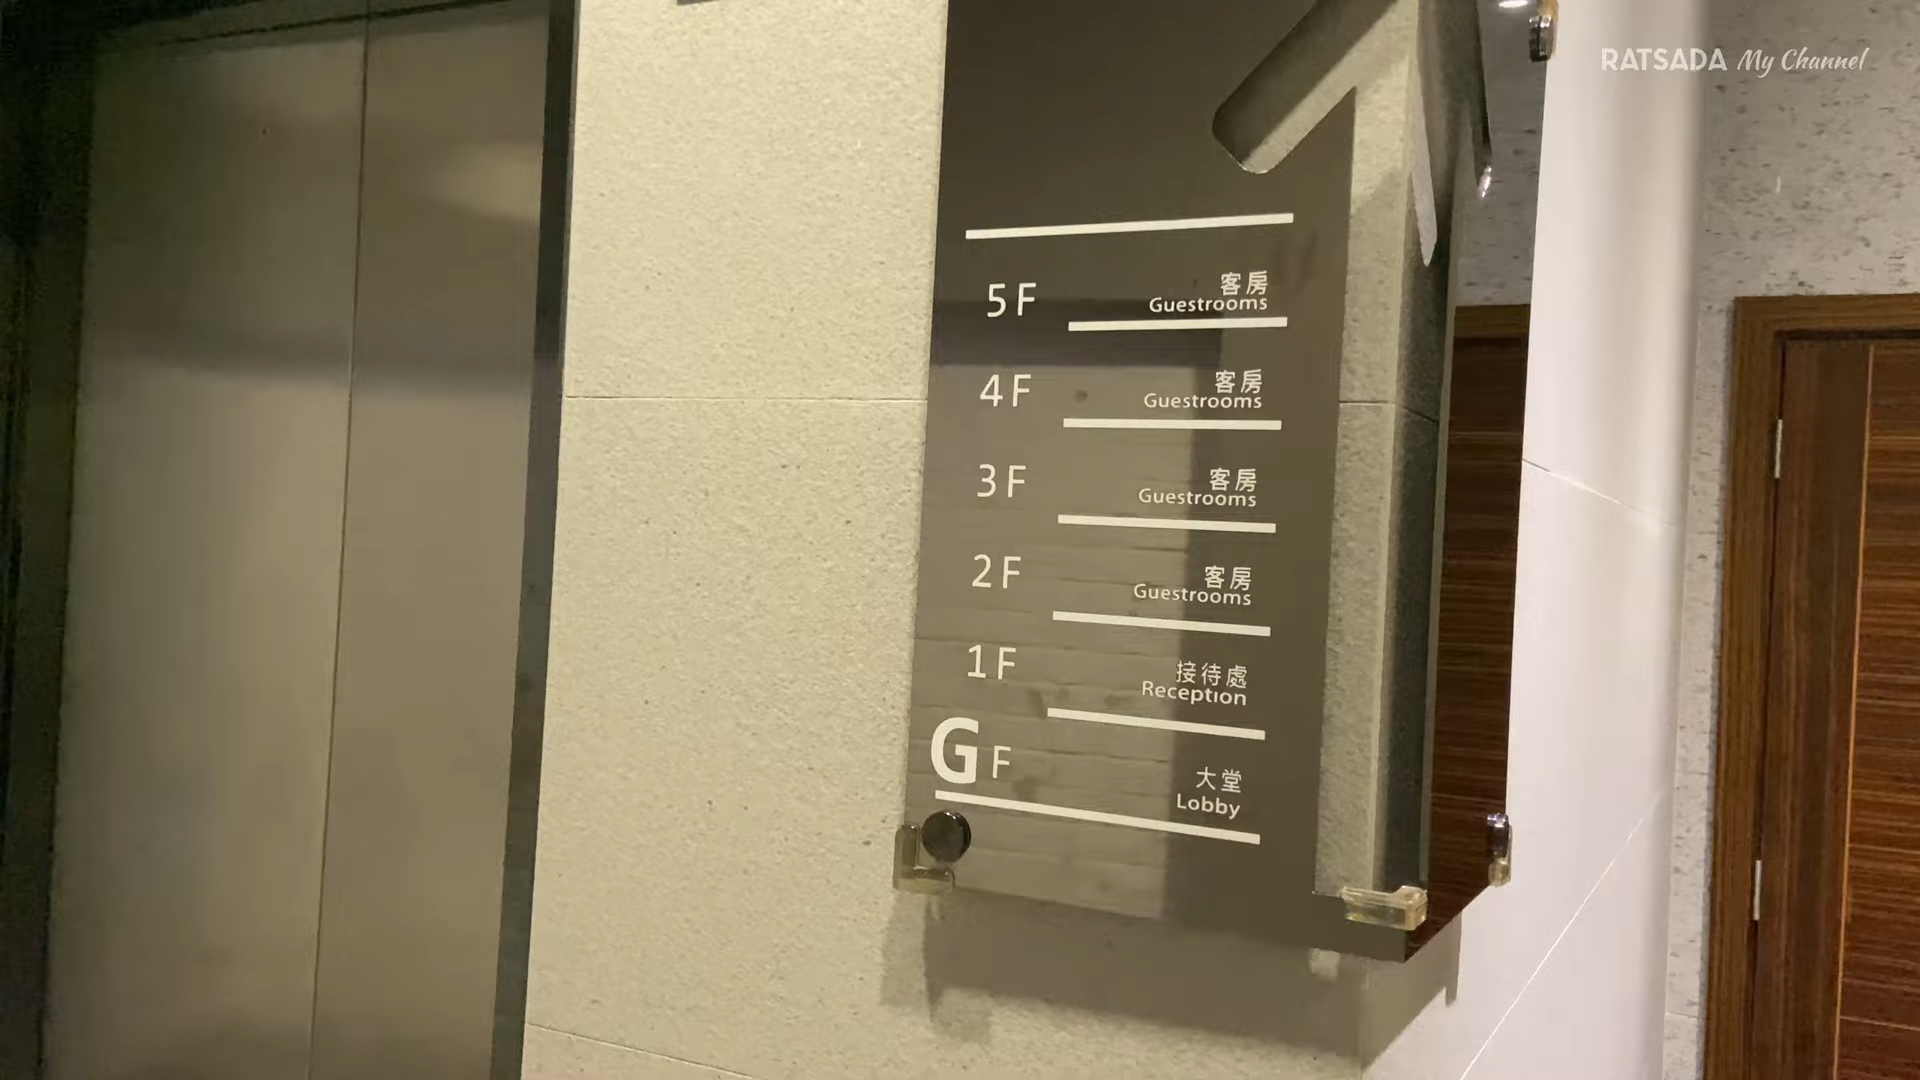 RATSADA My Channel
5F
客房
Guestrooms
4F
客房
Guestrooms
3F
客房
Guestrooms
2F
客房
Guestrooms
1F
接待處
Reception
GF
大堂
Lobby